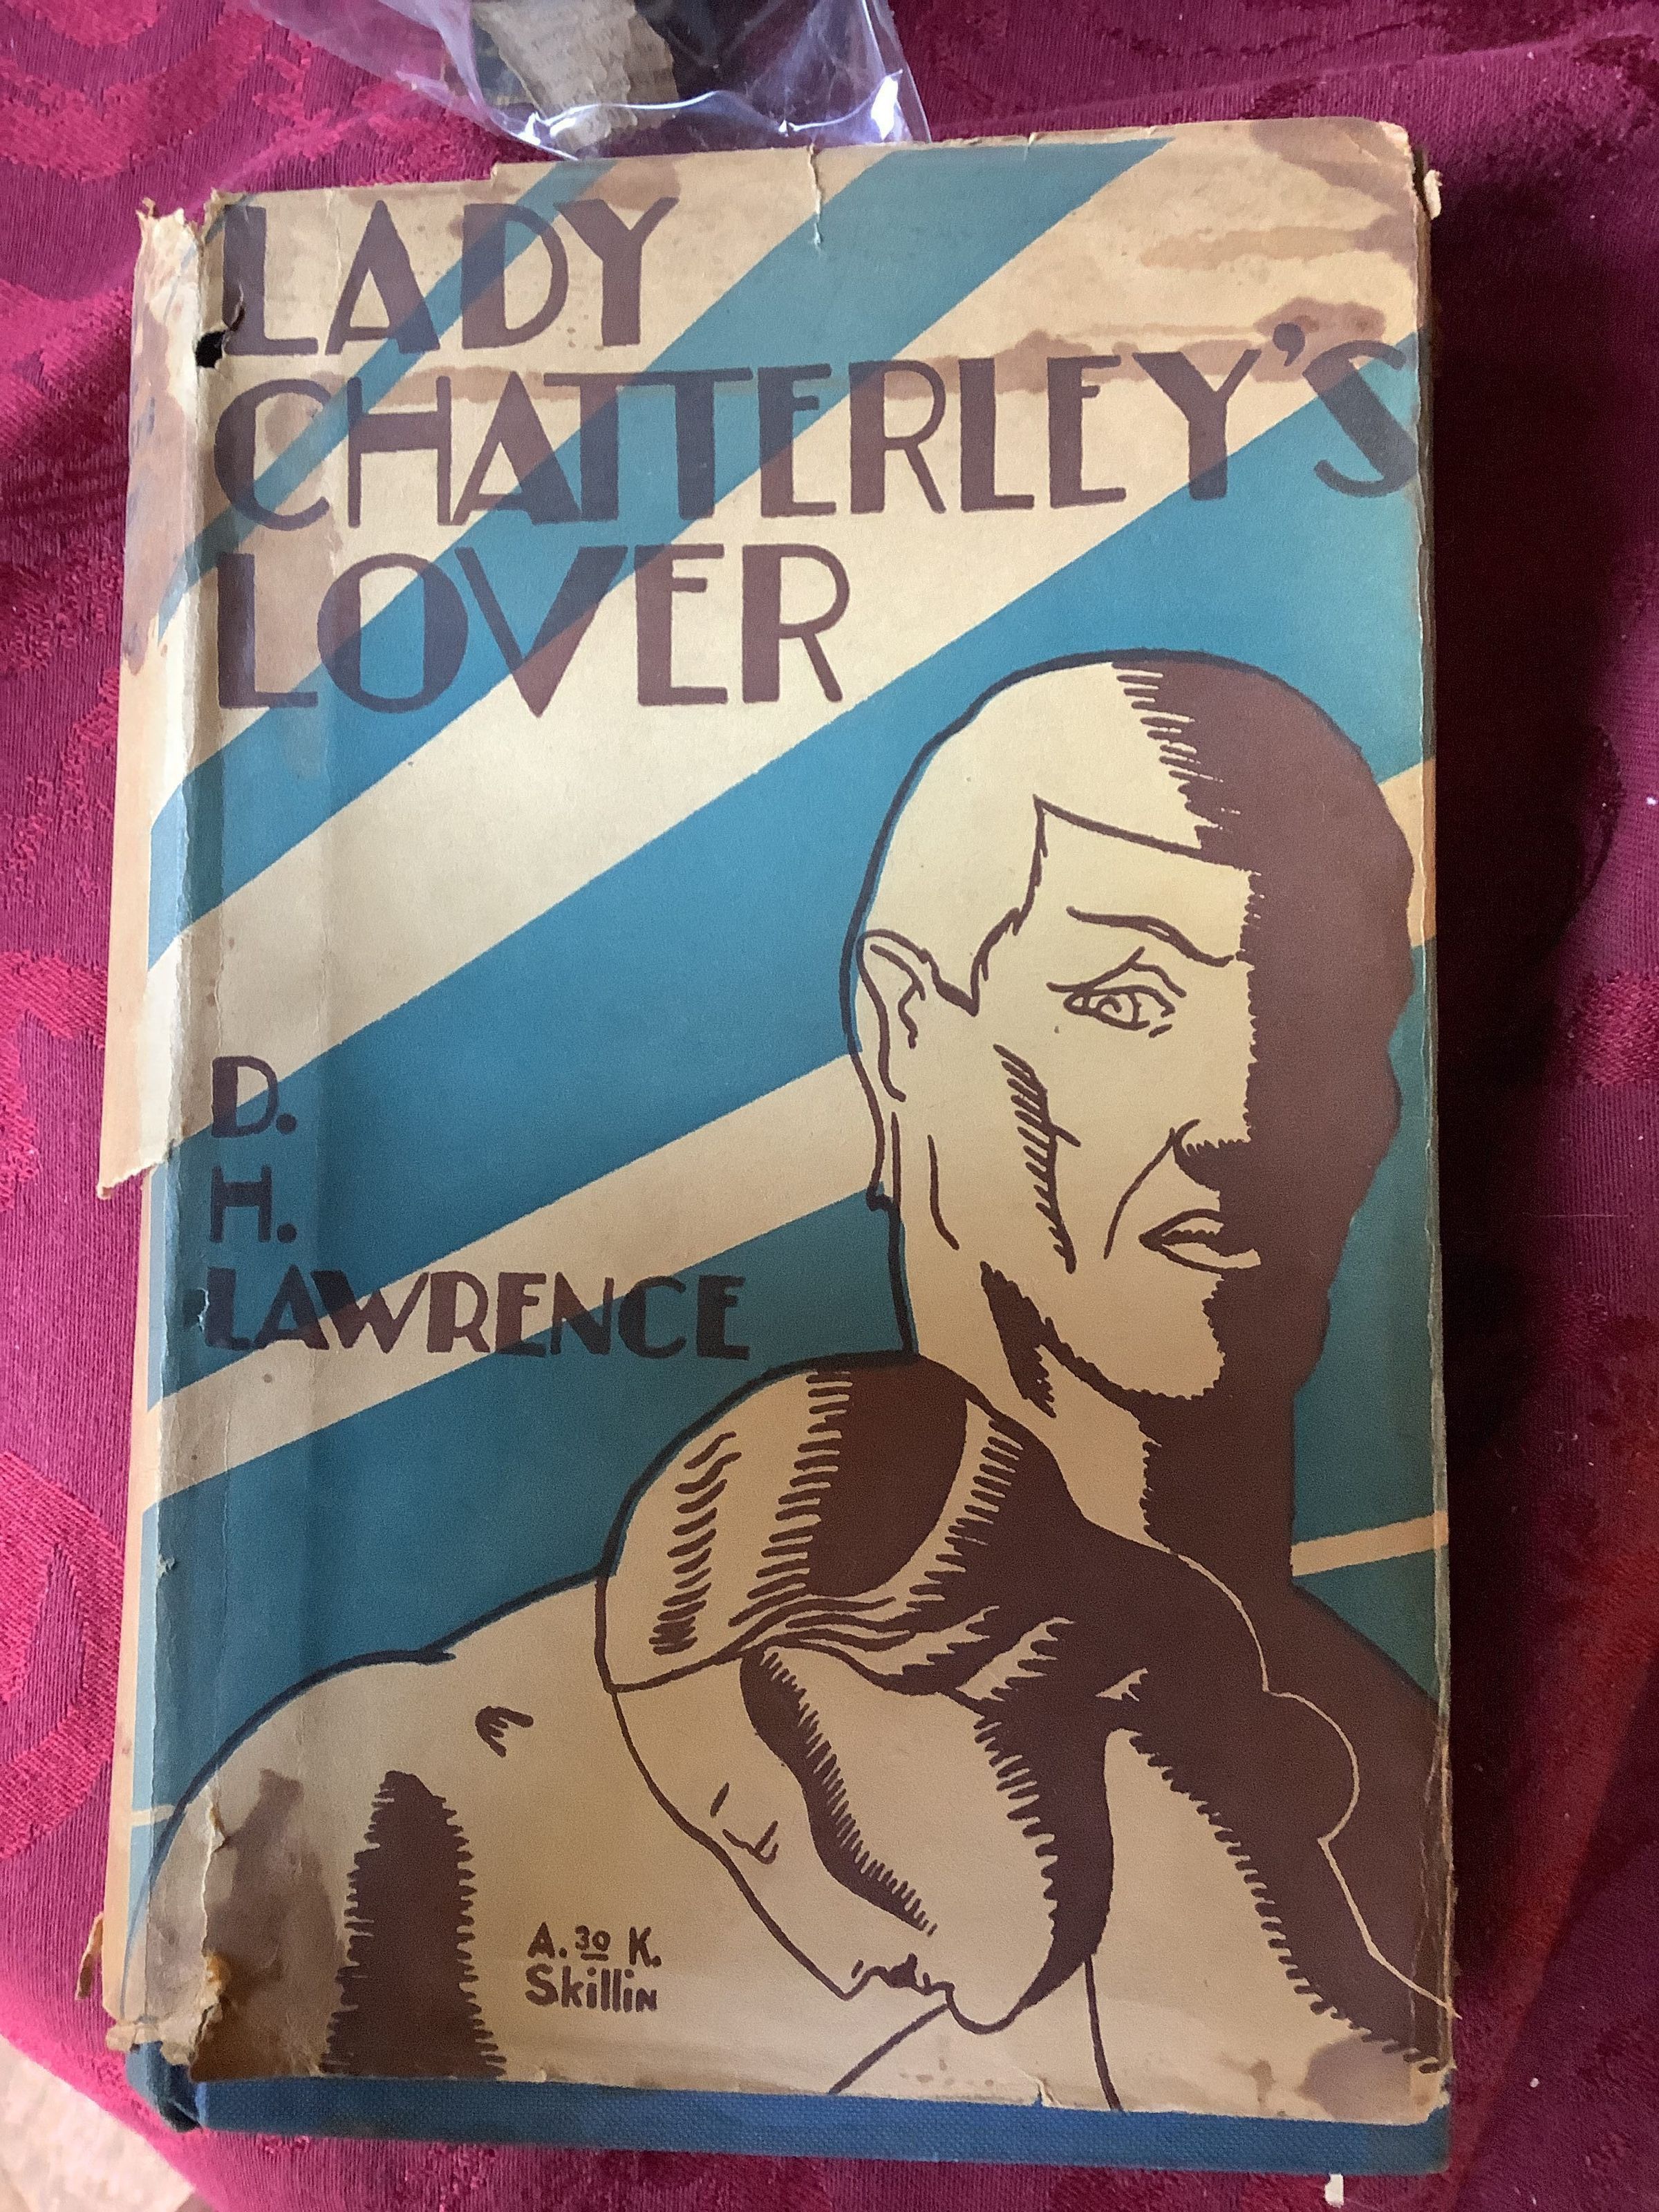 LADY
CHATTERLEY'S
LOVER
D.
H.
LAWRENCE
A. 30 K.
Skillin